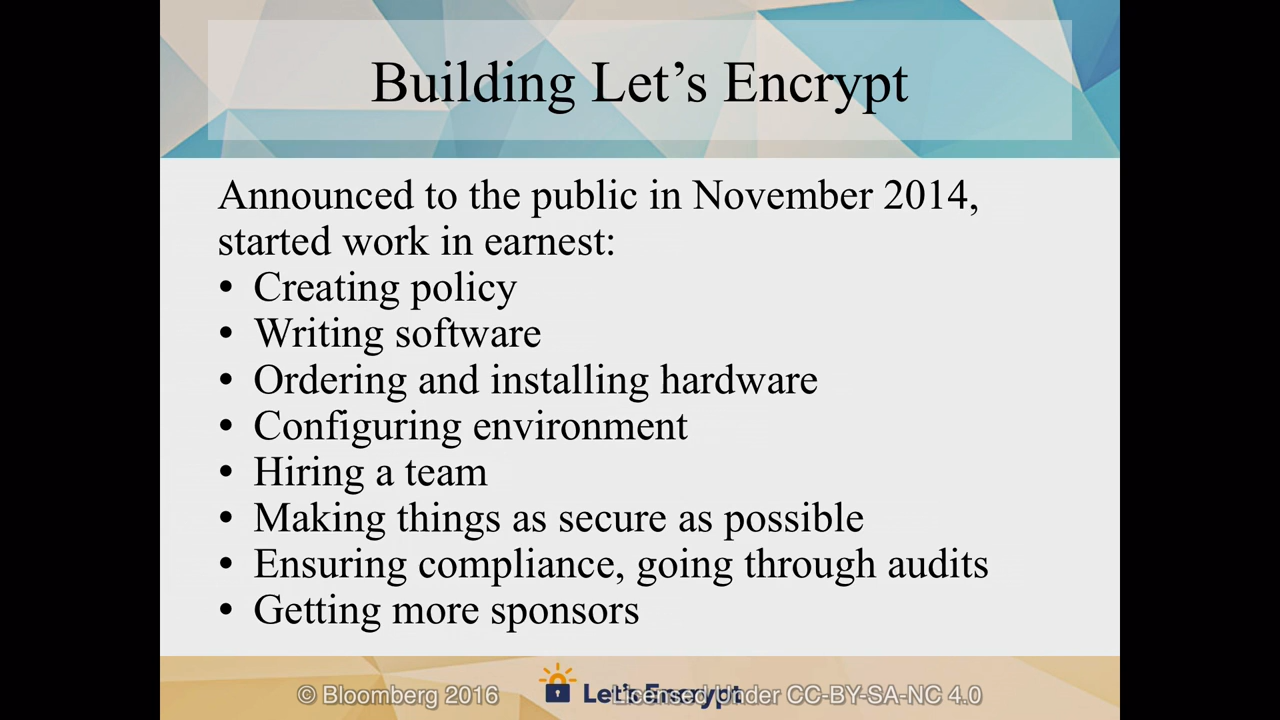 Building Let’s Encrypt
Announced to the public in November 2014,
started work in earnest:
• Creating policy
• Writing software
• Ordering and installing hardware
• Configuring environment
• Hiring a team
• Making things as secure as possible
• Ensuring compliance, going through audits
• Getting more sponsors
© Bloomberg 2016
Let's Encrypt
Licensed Under CC-BY-SA-NC 4.0